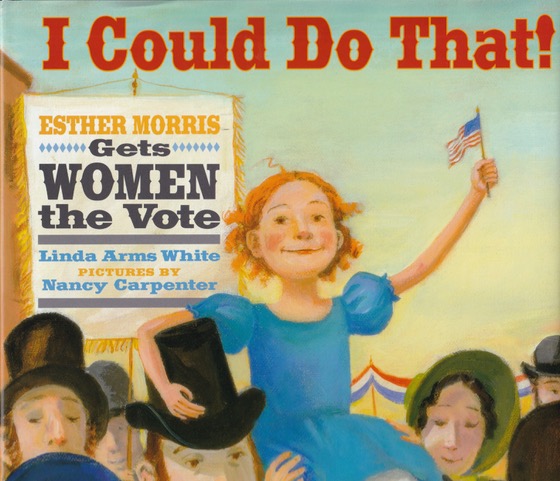 I Could Do That!
ESTHER MORRIS
Gets
WOMEN
the Vote
Linda Arms White
PICTURES BY
Nancy Carpenter